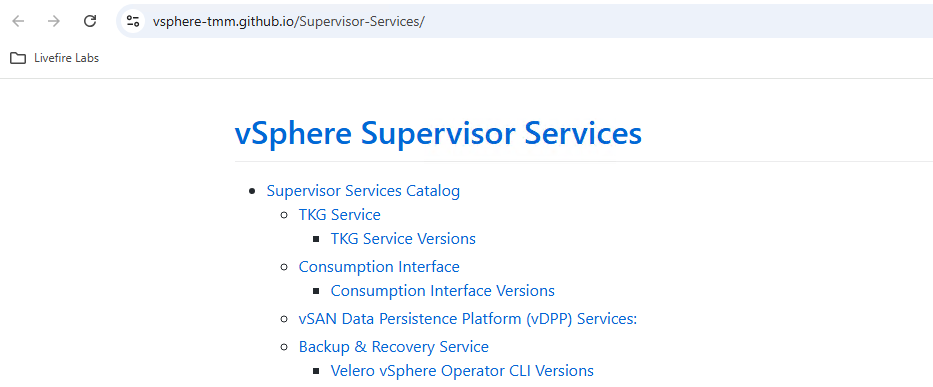 vsphere-tmm.github.io/Supervisor-Services/
Livefire Labs
vSphere Supervisor Services
Supervisor Services Catalog
TKG Service
TKG Service Versions
Consumption Interface
Consumption Interface Versions
vSAN Data Persistence Platform (vDPP) Services:
Backup & Recovery Service
Velero vSphere Operator CLI Versions